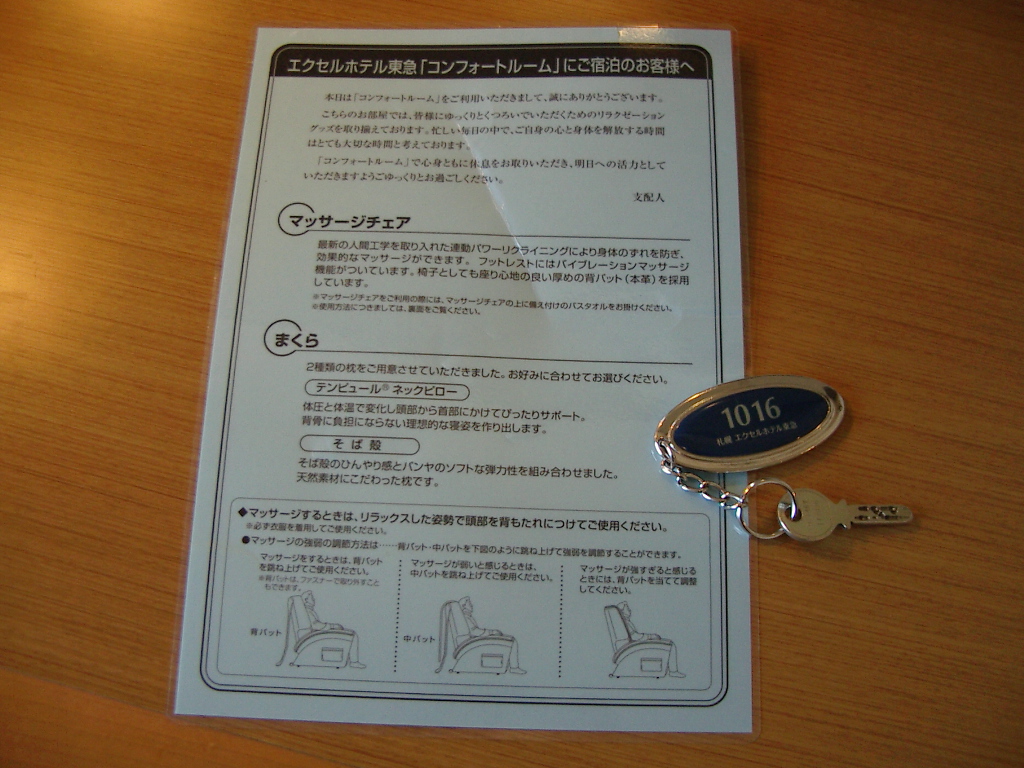 エクセルホテル東急「コンフォートルーム」にご宿泊のお客様へ
本日は「コンフォートルーム」をご利用いただきまして、誠にありがとうございます。
こちらのお部屋では、皆様にゆっくりとくつろいでいただくためのリラクゼーション
グッズを取り揃えております。忙しい毎日の中で、ご自身の心と身体を解放する時間
はとても大切な時間と考えております。
「コンフォートルーム」で心身ともに休息をお取りいただき、明日への活力として
いただきますようごゆっくりとお過ごしください。
支配人
マッサージチェア
最新の人間工学を取り入れた連動パワーリクライニングにより身体のずれを防ぎ、
効果的なマッサージができます。フットレストにはバイブレーションマッサージ
機能がついています。椅子としても座り心地の良い厚めの背パット（本革）を採用
しています。
※マッサージチェアをご利用の際には、マッサージチェアの上に備え付けのバスタオルをお掛けください。
※使用方法につきましては、裏面をご覧ください。
まくら
2種類の枕をご用意させていただきました。お好みに合わせてお選びください。
テンピュール® ネックピロー
体圧と体温で変化し頭部から首部にかけてぴったりサポート。
背骨に負担にならない理想的な寝姿を作り出します。
そば殻
そば殻のひんやり感とパンヤのソフトな弾力性を組み合わせました。
天然素材にこだわった枕です。
◆マッサージするときは、リラックスした姿勢で頭部を背もたれにつけてご使用ください。
※必ず衣服を着用してご使用ください。
●マッサージの強弱の調節方法は……背パット・中パットを下図のように跳ね上げて強弱を調節することができます。
マッサージをするときは、背パット
を跳ね上げてご使用ください。
※背パットは、ファスナーで取り外すこと
もできます。
背パット
マッサージが弱いと感じるときは、
中パットを跳ね上げてご使用ください。
中パット
マッサージが強すぎると感じる
ときには、背パットを当てて調整
してください。
1016
札幌 エクセルホテル東急